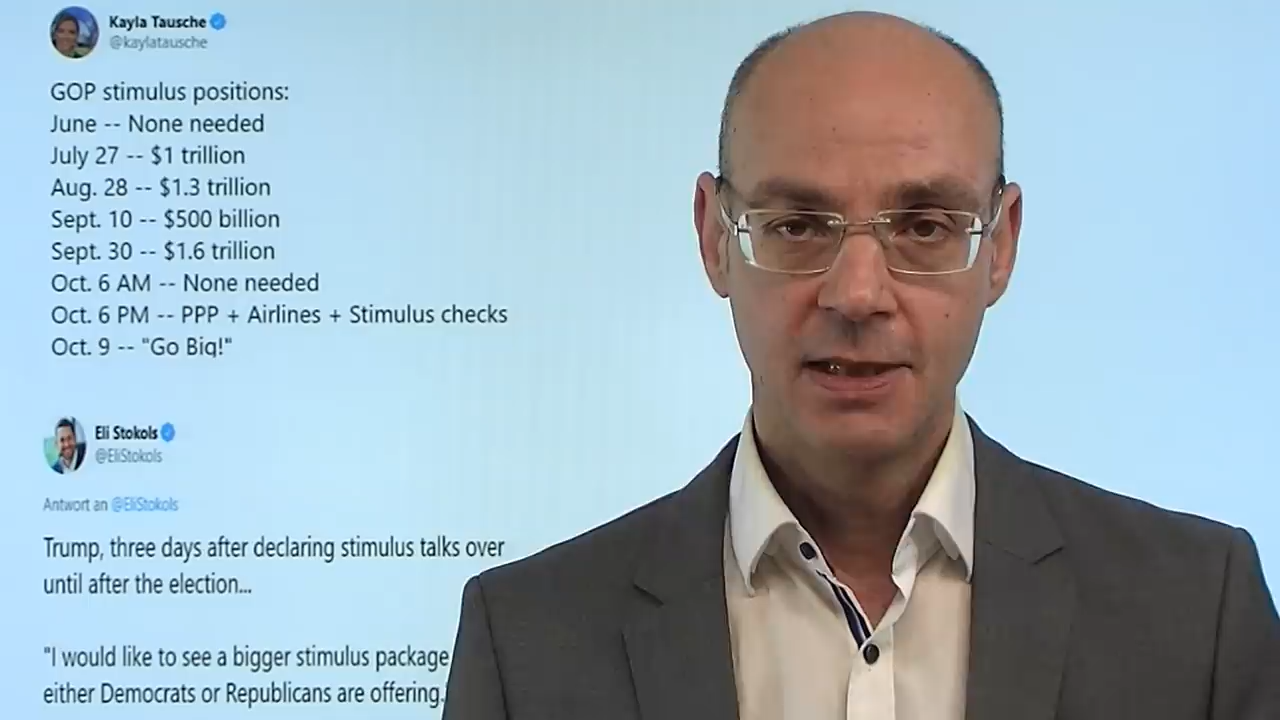 Kayla Tausche
@kaylatausche
GOP stimulus positions:
June -- None needed
July 27 -- $1 trillion
Aug. 28 -- $1.3 trillion
Sept. 10 -- $500 billion
Sept. 30 -- $1.6 trillion
Oct. 6 AM -- None needed
Oct. 6 PM -- PPP + Airlines + Stimulus checks
Oct. 9 -- "Go Big!"
Eli Stokols
@EliStokols
Antwort an @EliStokols
Trump, three days after declaring stimulus talks over
until after the election...
"I would like to see a bigger stimulus package
either Democrats or Republicans are offering.